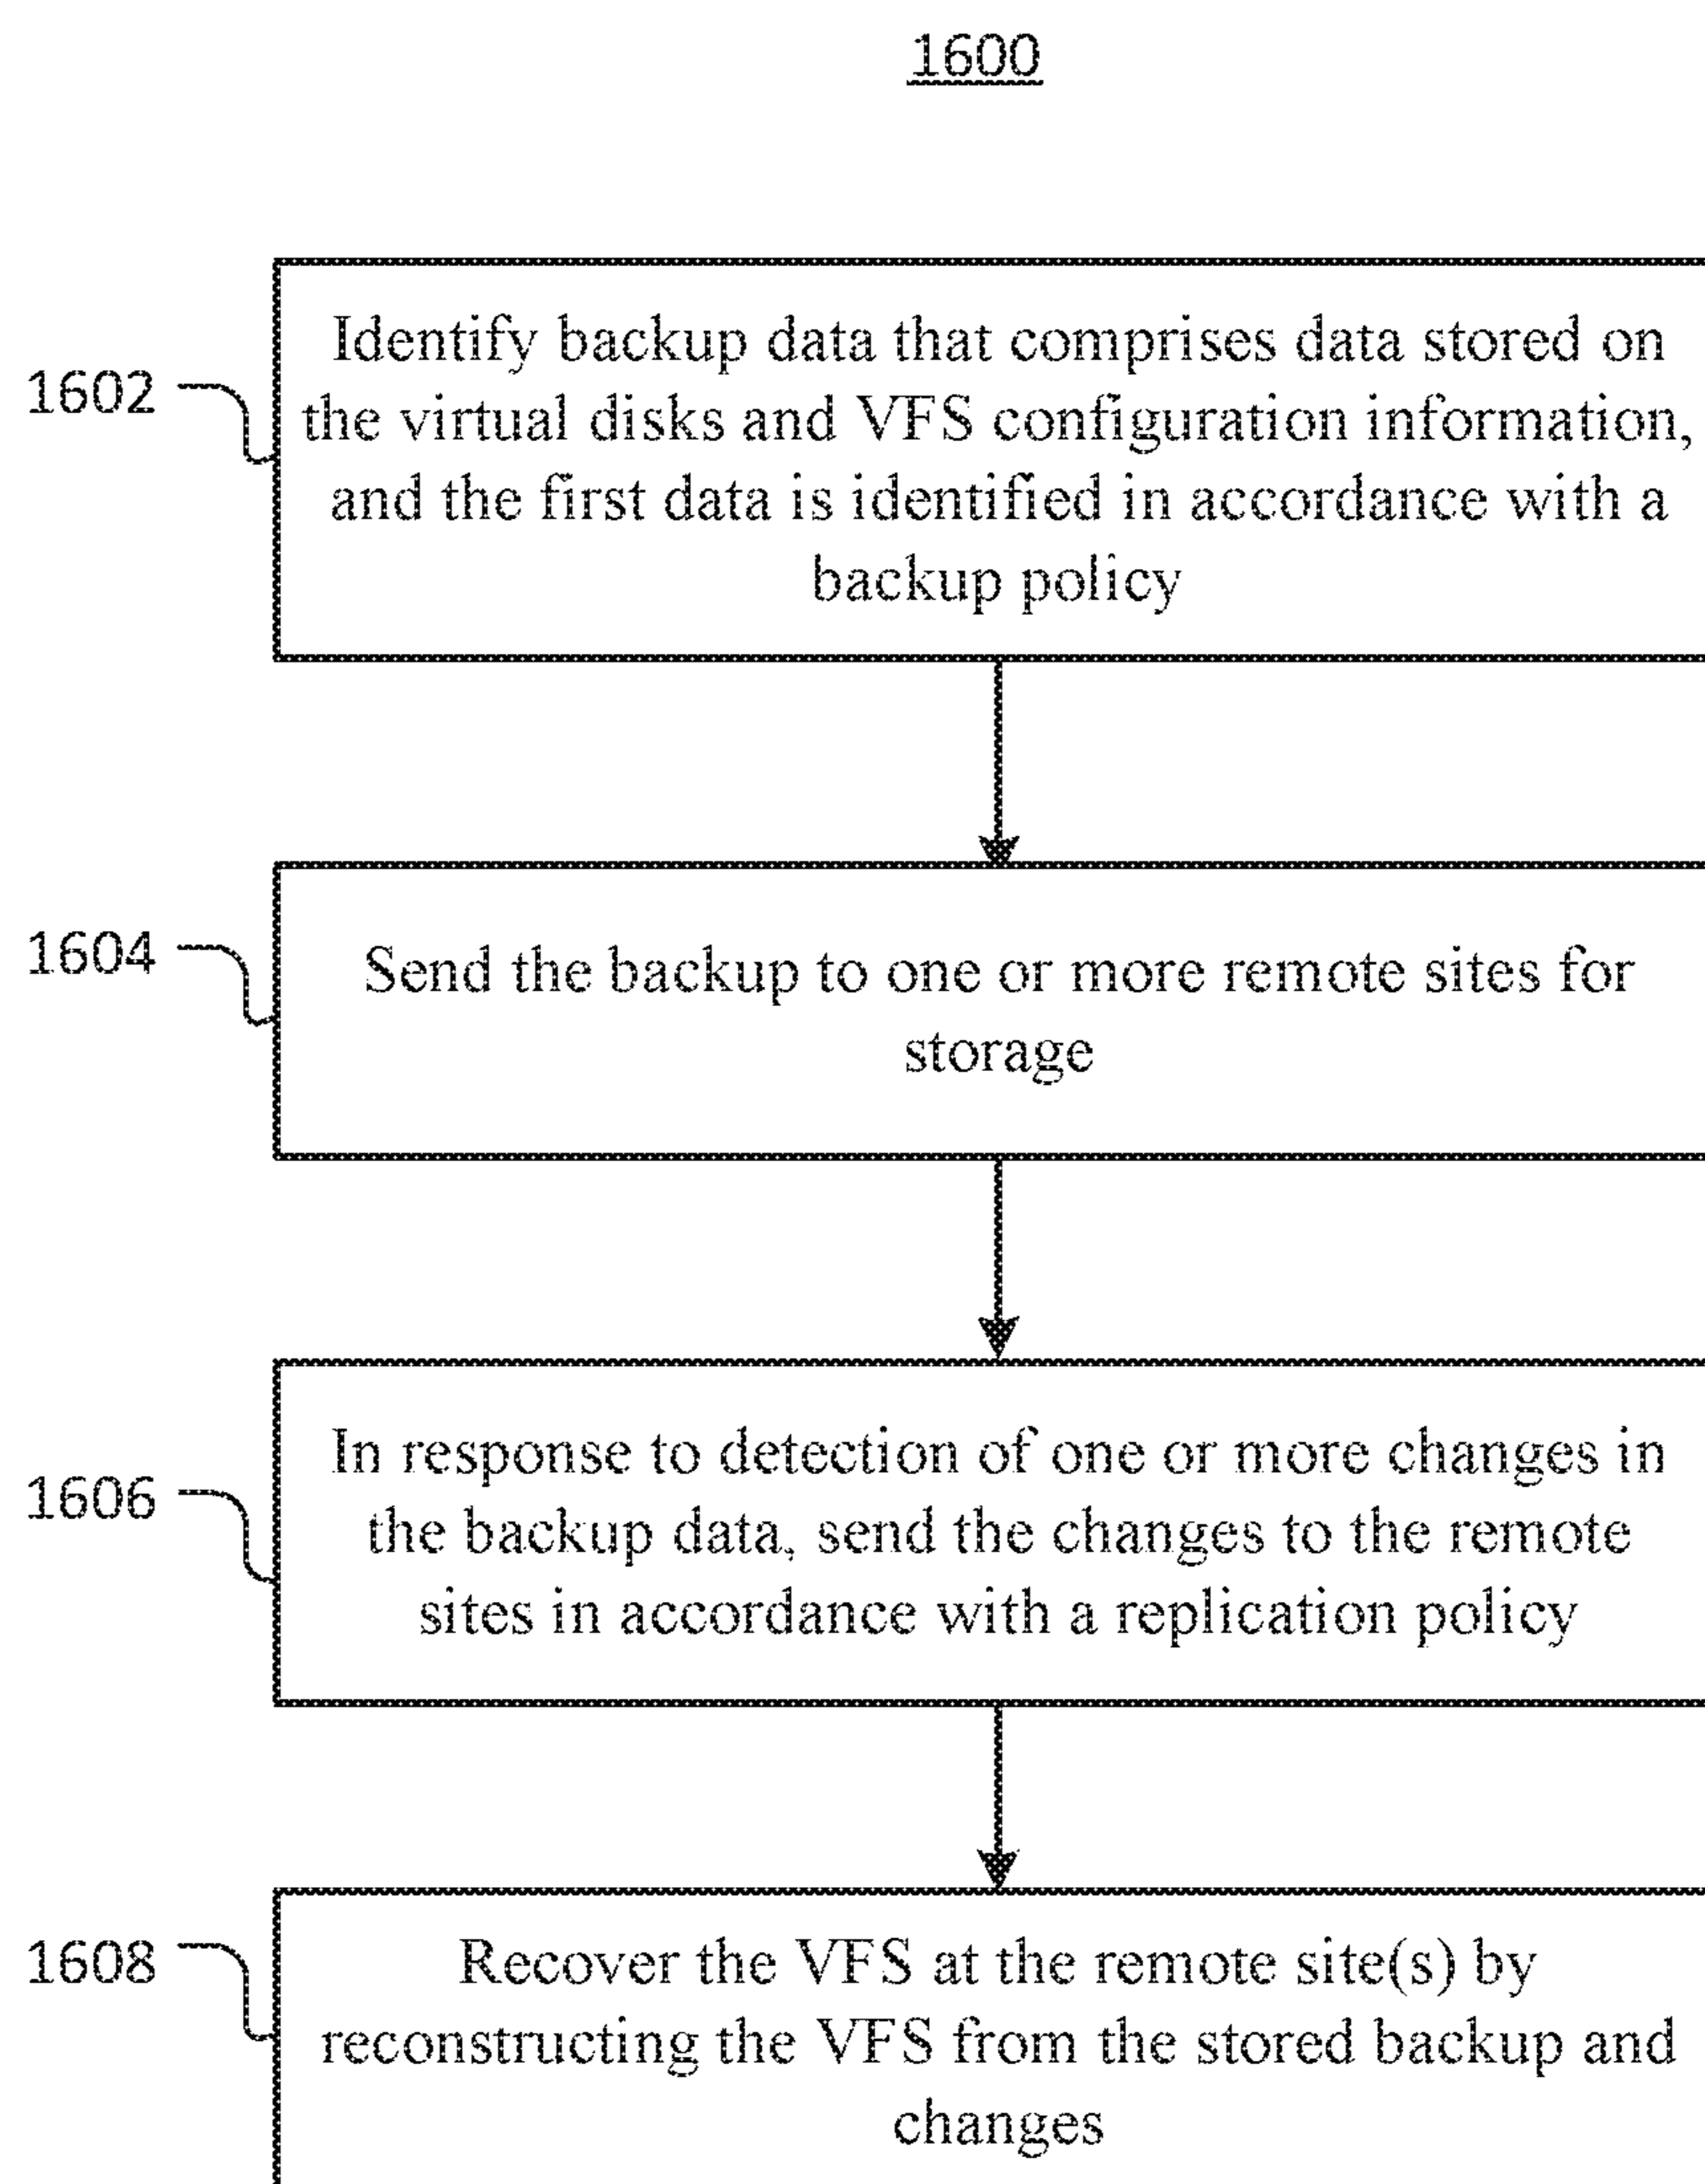 1600
1602
Identify backup data that comprises data stored on
the virtual disks and VFS configuration information,
and the first data is identified in accordance with a
backup policy
1604
Send the backup to one or more remote sites for
storage
1606
In response to detection of one or more changes in
the backup data, send the changes to the remote
sites in accordance with a replication policy
1608
Recover the VFS at the remote site(s) by
reconstructing the VFS from the stored backup and
changes